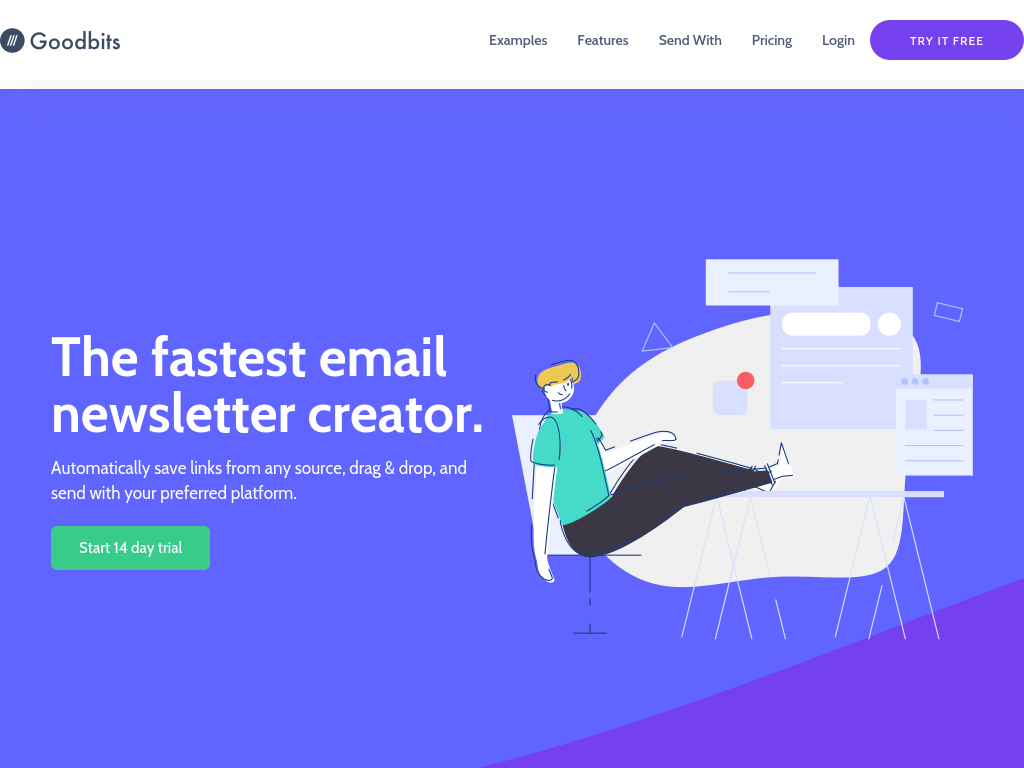 Goodbits
Examples
Features
Send With
Pricing
Login
TRY IT FREE
The fastest email
newsletter creator.
Automatically save links from any source, drag & drop, and
send with your preferred platform.
Start 14 day trial